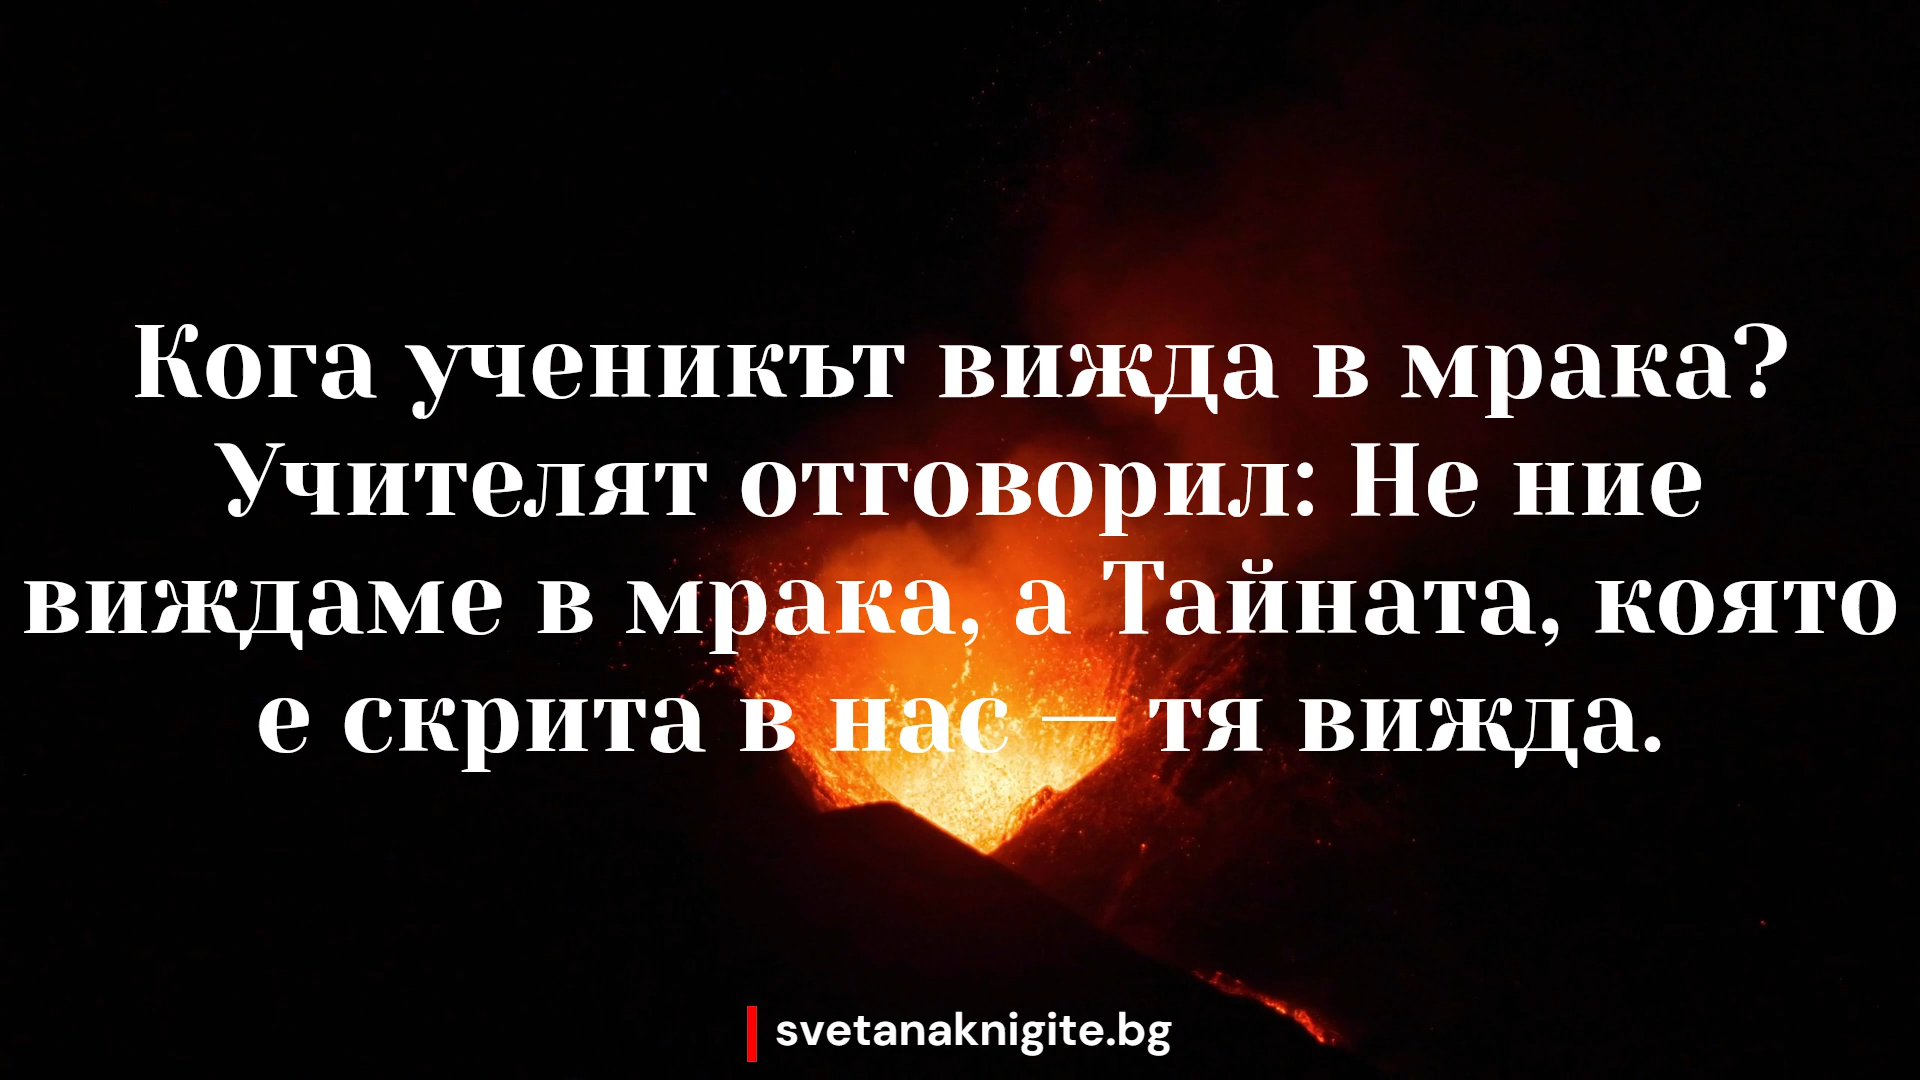 Кога ученикът вижда в мрака?
Учителят отговорил: Не ние
виждаме в мрака, а Тайната, която
е скрита в нас — тя вижда.
svetanaknigite.bg